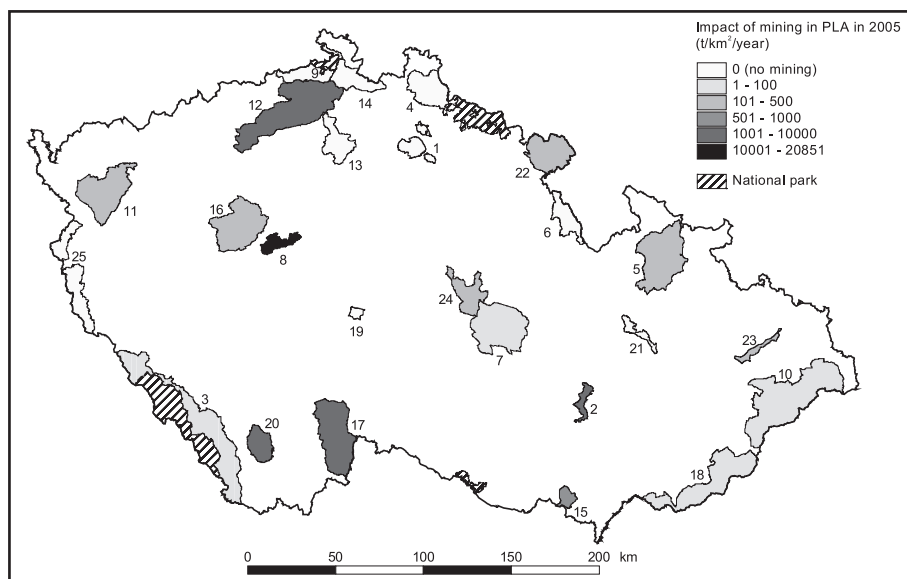 Impact of mining in PLA in 2005
(t/km²/year)
0 (no mining)
1 - 100
101 - 500
501 - 1000
1001 - 10000
10001 - 20851
National park
9
12
14
4
1
13
22
11
16
6
8
25
5
24
19
21
23
7
10
3
2
20
17
18
15
0 50 100 150 200 km